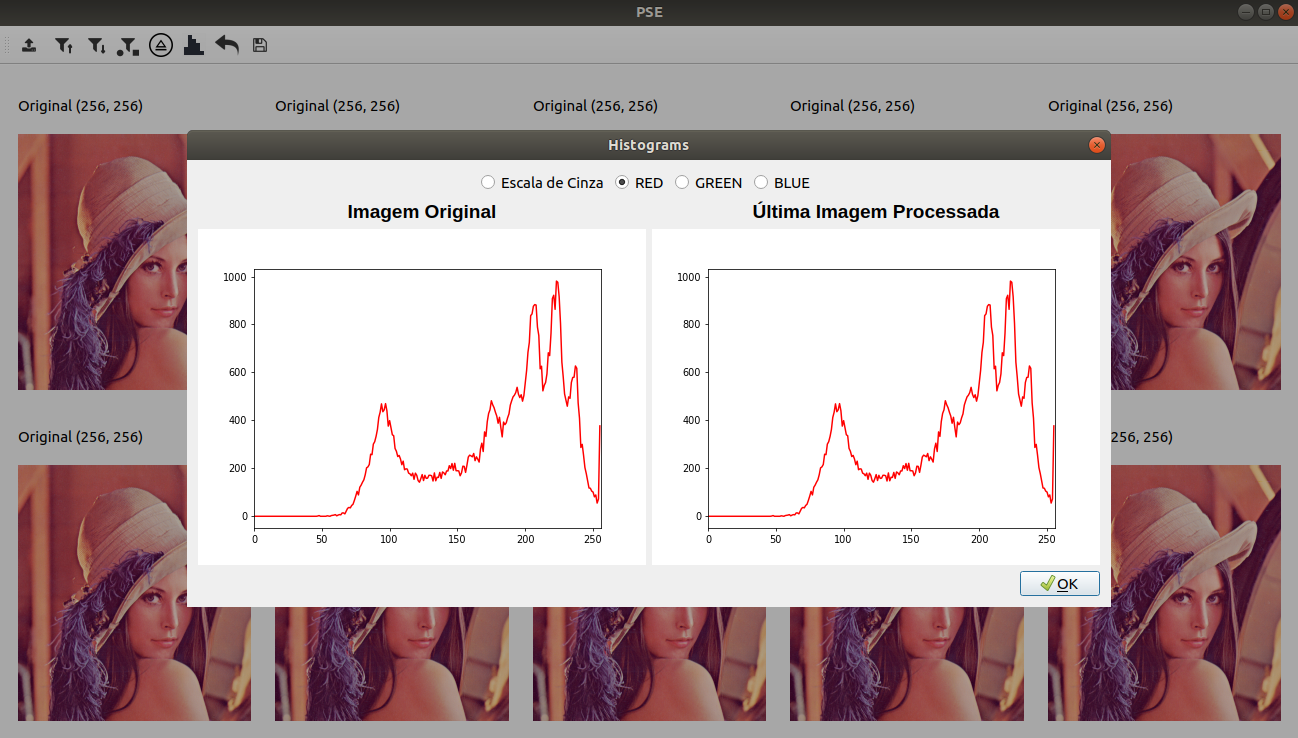 PSE
Original (256, 256) Original (256, 256) Original (256, 256) Original (256, 256) Original (256, 256)
Histograms
Escala de Cinza RED GREEN BLUE
Imagem Original Última Imagem Processada
1000
800
600
400
200
0
0 50 100 150 200 250
1000
800
600
400
200
0
0 50 100 150 200 250
Original (256, 256) 256, 256)
OK